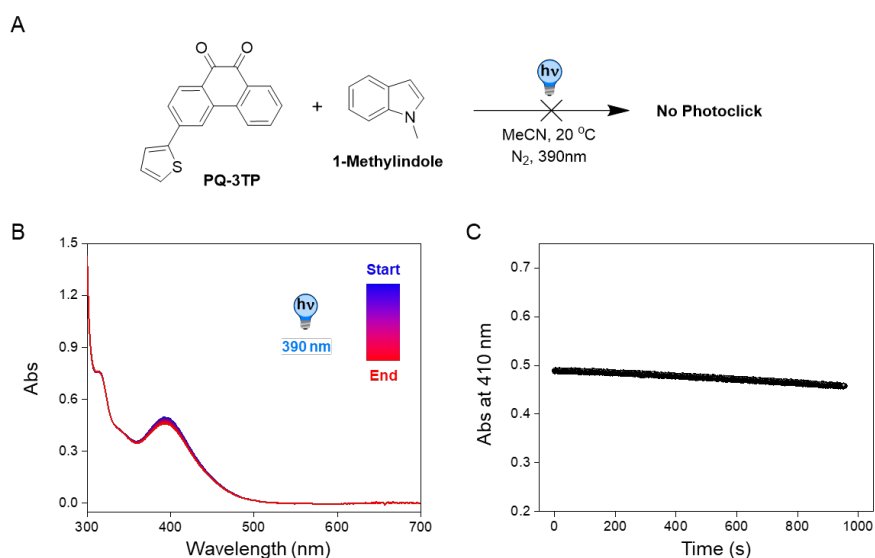 A
O
O
S
PQ-3TP
+
N
1-Methylindole
hν
MeCN, 20 °C
N₂, 390nm
No Photoclick
B
1.5
1.2
0.9
0.6
0.3
0.0
Abs
300
400
500
600
700
Wavelength (nm)
hν
390 nm
Start
End
C
0.7
0.6
0.5
0.4
0.3
0.2
Abs at 410 nm
0
200
400
600
800
1000
Time (s)